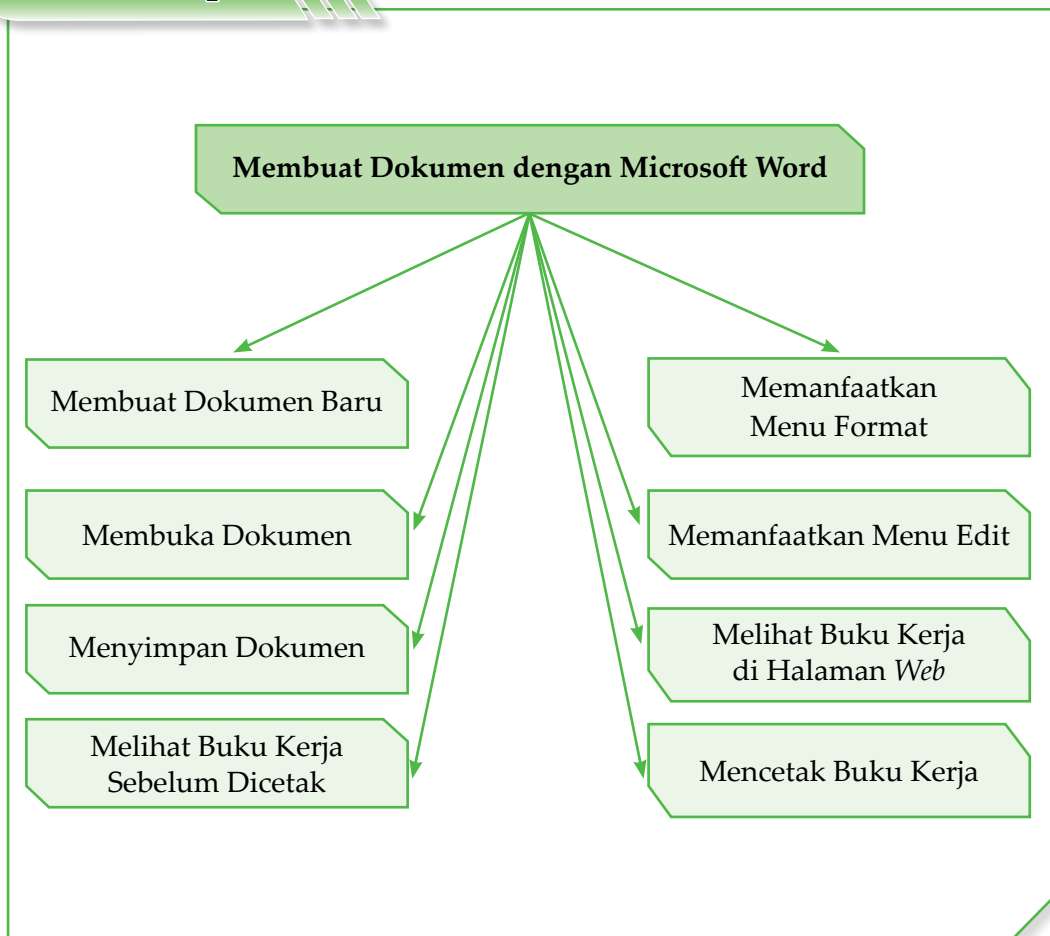 Membuat Dokumen dengan Microsoft Word
Membuat Dokumen Baru
Membuka Dokumen
Menyimpan Dokumen
Melihat Buku Kerja
Sebelum Dicetak
Memanfaatkan
Menu Format
Memanfaatkan Menu Edit
Melihat Buku Kerja
di Halaman Web
Mencetak Buku Kerja